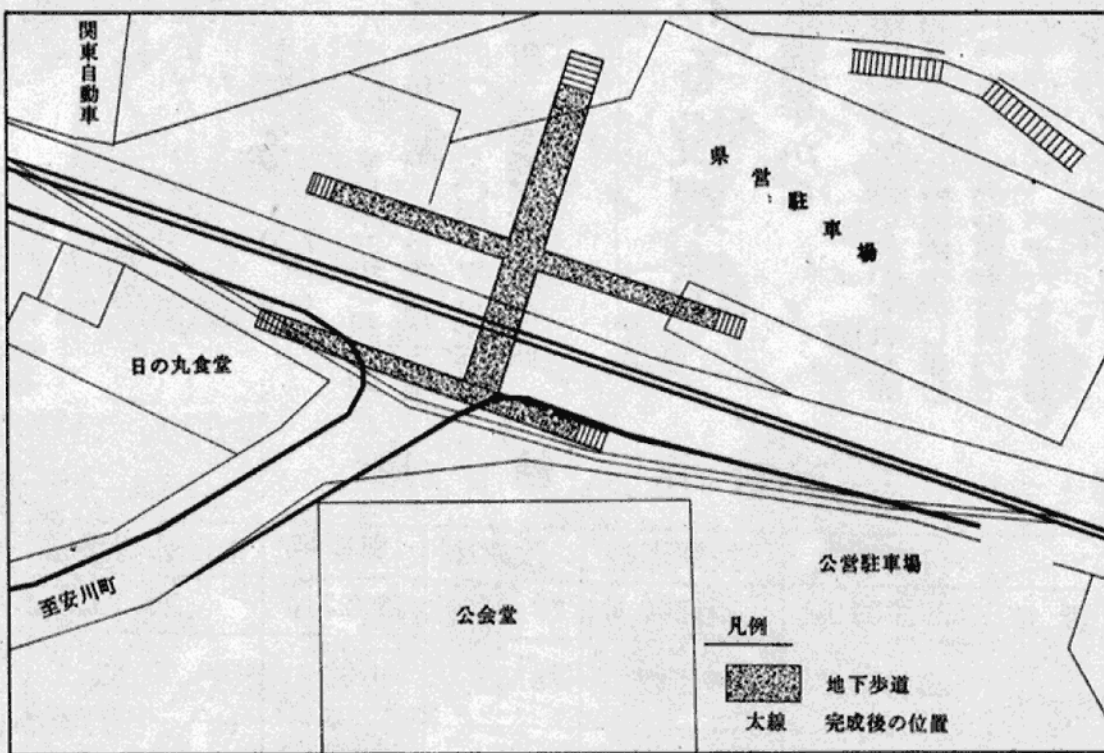 関東自動車
県営駐車場
日の丸食堂
至安川町
公営駐車場
公会堂
凡例
地下歩道
太線 完成後の位置